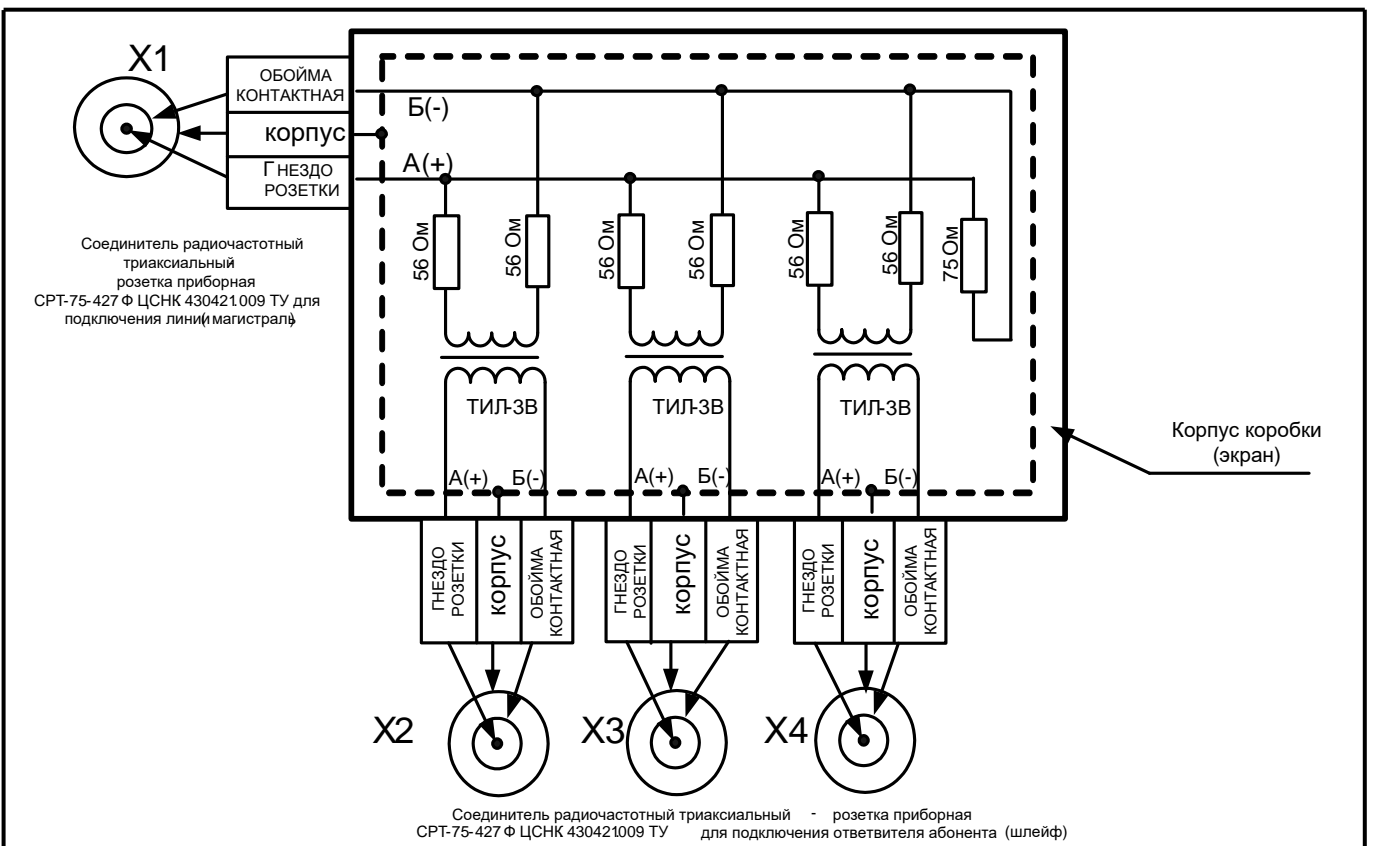 X1
ОБОЙМА
КОНТАКТНАЯ
корпус
ГНЕЗДО
РОЗЕТКИ
Б(-)
А(+)
Соединитель радиочастотный
триаксиальный
розетка приборная
СРТ-75-427 Ф ЦСНК 430421.009 ТУ для
подключения линии (магистраль)
56 Ом
56 Ом
56 Ом
56 Ом
56 Ом
56 Ом
75 Ом
ТИЛ-3В
ТИЛ-3В
ТИЛ-3В
А(+)
Б(-)
А(+)
Б(-)
А(+)
Б(-)
Корпус коробки
(экран)
ГНЕЗДО
РОЗЕТКИ
корпус
ОБОЙМА
КОНТАКТНАЯ
ГНЕЗДО
РОЗЕТКИ
корпус
ОБОЙМА
КОНТАКТНАЯ
ГНЕЗДО
РОЗЕТКИ
корпус
ОБОЙМА
КОНТАКТНАЯ
X2
X3
X4
Соединитель радиочастотный триаксиальный - розетка приборная
СРТ-75-427 Ф ЦСНК 430421.009 ТУ для подключения ответвителя абонента (шлейф)